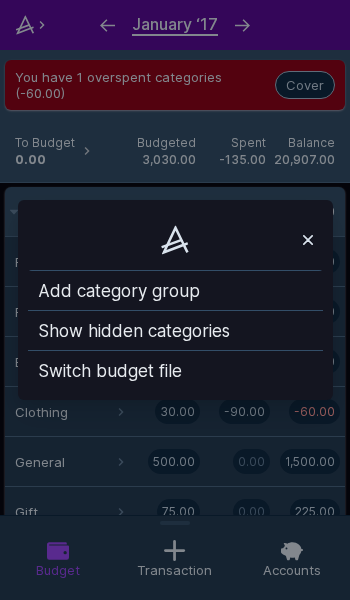 January ‘17
You have 1 overspent categories
(-60.00)
Cover
To Budget Budgeted Spent Balance
0.00 3,030.00 -135.00 20,907.00
Add category group
Show hidden categories
Switch budget file
Clothing 30.00 -90.00 -60.00
General 500.00 0.00 1,500.00
Gift 75.00 0.00 225.00
Budget Transaction Accounts